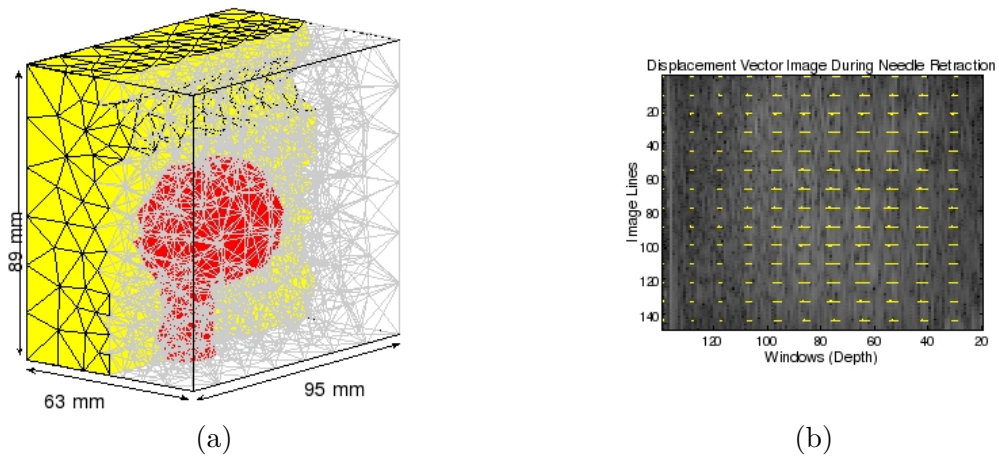 89 mm
63 mm
95 mm
(a)
Displacement Vector Image During Needle Retraction
Image Lines
20
40
60
80
100
120
140
120
100
80
60
40
20
Windows (Depth)
(b)